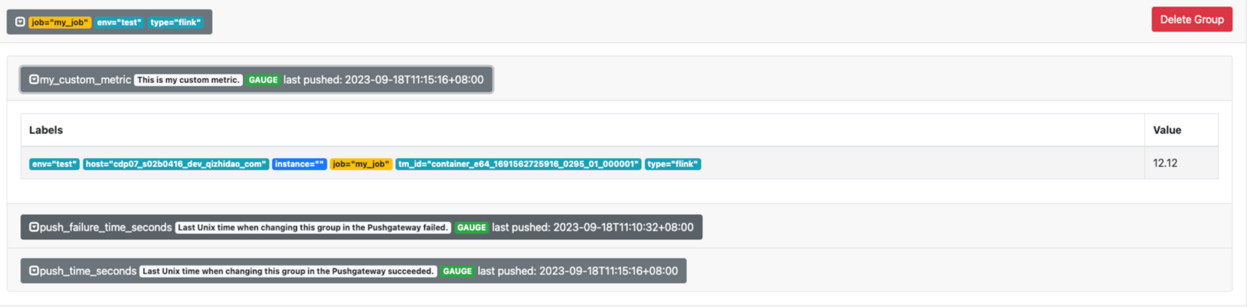 job="my_job" env="test" type="flink" Delete Group
my_custom_metric This is my custom metric. GAUGE last pushed: 2023-09-18T11:15:16+08:00
Labels Value
env="test" host="cdp07_s02b0416_dev_qizhidao_com" instance="" job="my_job" tm_id="container_e64_1691562725916_0295_01_000001" type="flink" 12.12
push_failure_time_seconds Last Unix time when changing this group in the Pushgateway failed. GAUGE last pushed: 2023-09-18T11:10:32+08:00
push_time_seconds Last Unix time when changing this group in the Pushgateway succeeded. GAUGE last pushed: 2023-09-18T11:15:16+08:00